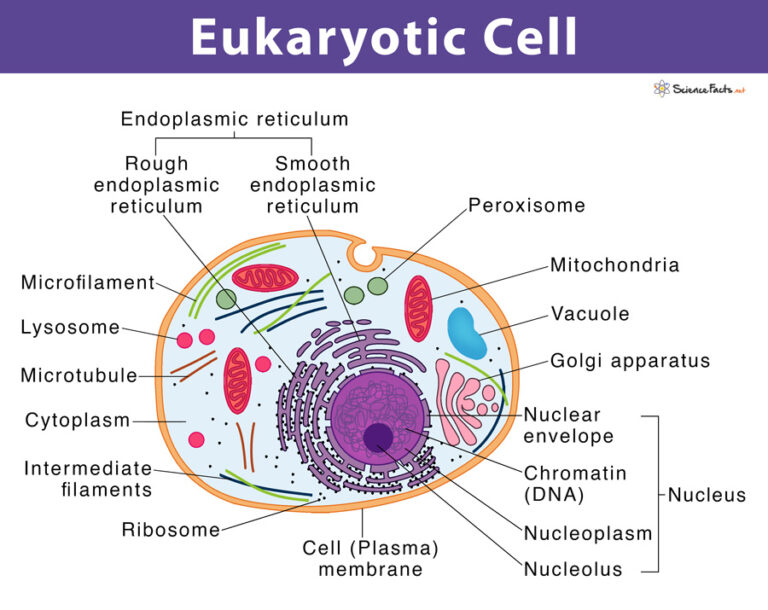 Eukaryotic Cell
ScienceFacts.net
Endoplasmic reticulum
Rough
endoplasmic
reticulum
Smooth
endoplasmic
reticulum
Peroxisome
Microfilament
Mitochondria
Lysosome
Vacuole
Microtubule
Golgi apparatus
Cytoplasm
Nuclear
envelope
Intermediate
filaments
Chromatin
(DNA)
Nucleus
Ribosome
Nucleoplasm
Cell (Plasma)
membrane
Nucleolus